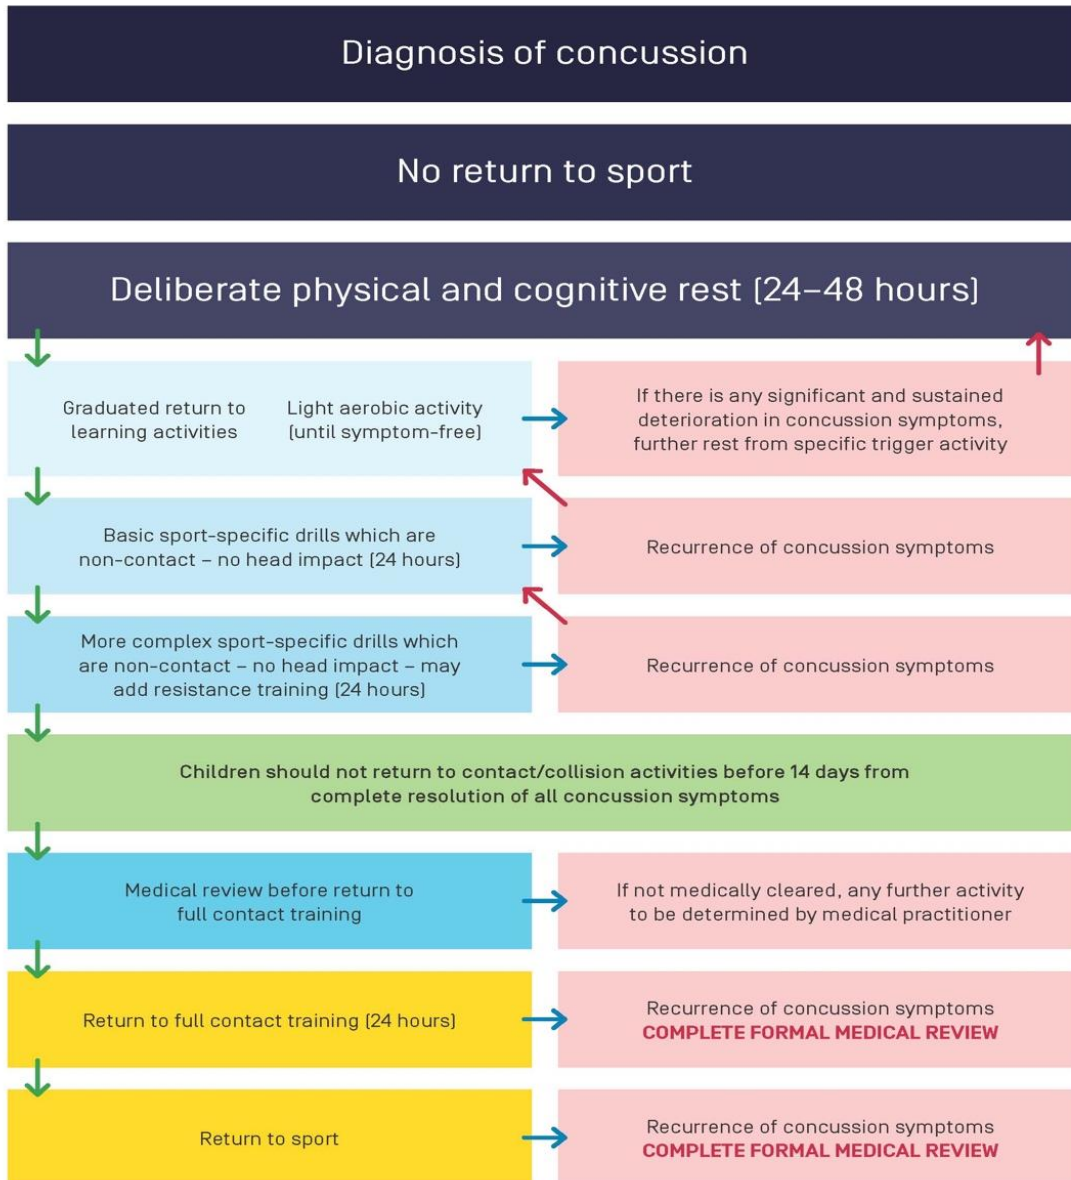 Diagnosis of concussion
No return to sport
Deliberate physical and cognitive rest (24–48 hours)
Graduated return to
learning activities
Light aerobic activity
(until symptom-free)
If there is any significant and sustained
deterioration in concussion symptoms,
further rest from specific trigger activity
Basic sport-specific drills which are
non-contact – no head impact (24 hours)
Recurrence of concussion symptoms
More complex sport-specific drills which
are non-contact – no head impact – may
add resistance training (24 hours)
Recurrence of concussion symptoms
Children should not return to contact/collision activities before 14 days from
complete resolution of all concussion symptoms
Medical review before return to
full contact training
If not medically cleared, any further activity
to be determined by medical practitioner
Return to full contact training (24 hours)
Recurrence of concussion symptoms
COMPLETE FORMAL MEDICAL REVIEW
Return to sport
Recurrence of concussion symptoms
COMPLETE FORMAL MEDICAL REVIEW